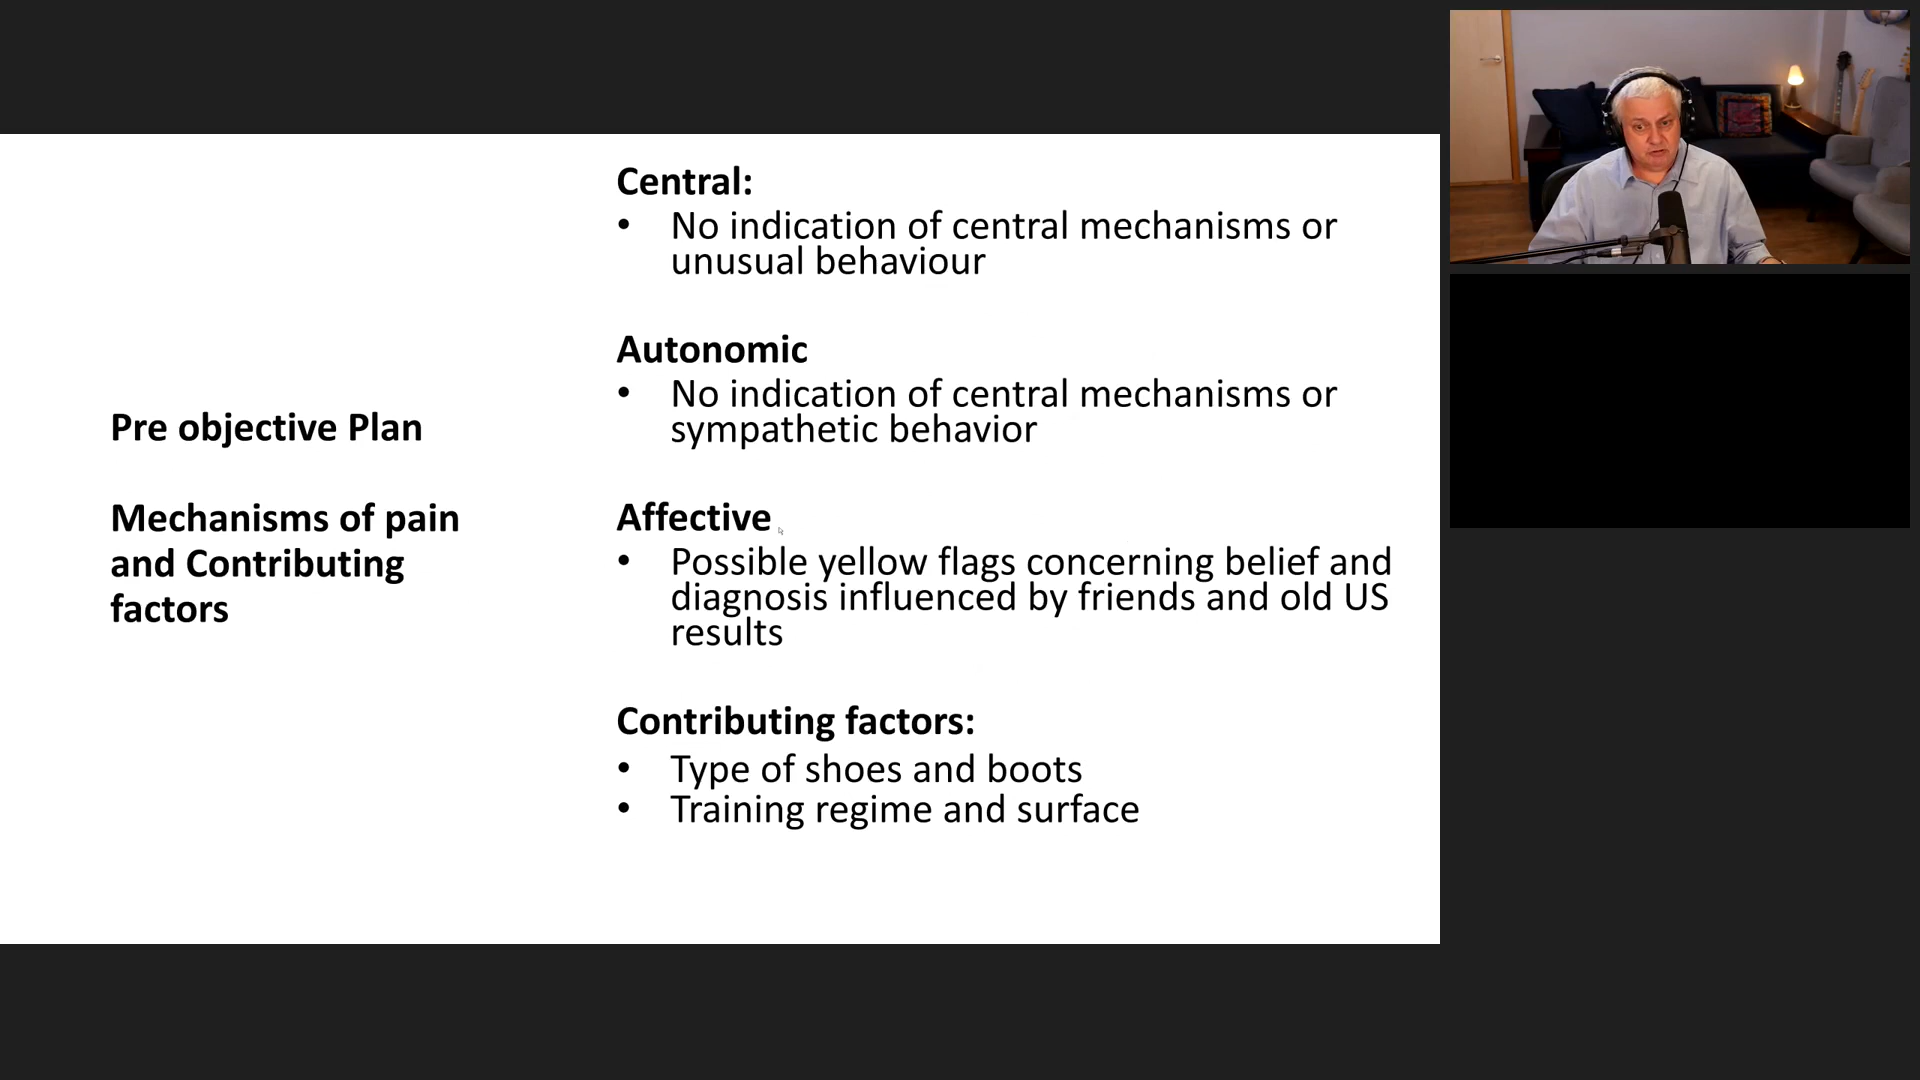 Pre objective Plan
Mechanisms of pain
and Contributing
factors
Central:
• No indication of central mechanisms or
unusual behaviour
Autonomic
• No indication of central mechanisms or
sympathetic behavior
Affective
• Possible yellow flags concerning belief and
diagnosis influenced by friends and old US
results
Contributing factors:
• Type of shoes and boots
• Training regime and surface